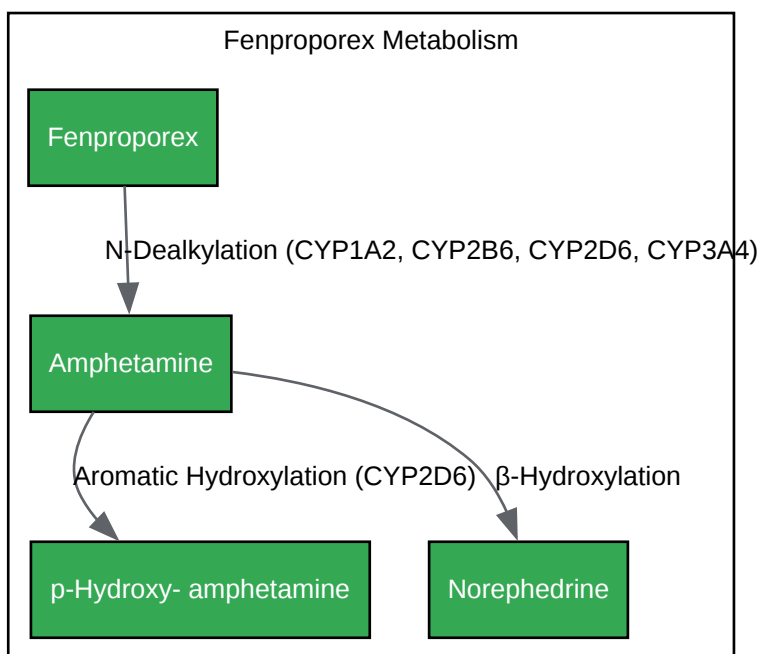 Fenproporex Metabolism
Fenproporex
N-Dealkylation (CYP1A2, CYP2B6, CYP2D6, CYP3A4)
Amphetamine
Aromatic Hydroxylation (CYP2D6)
β-Hydroxylation
p-Hydroxy- amphetamine
Norephedrine